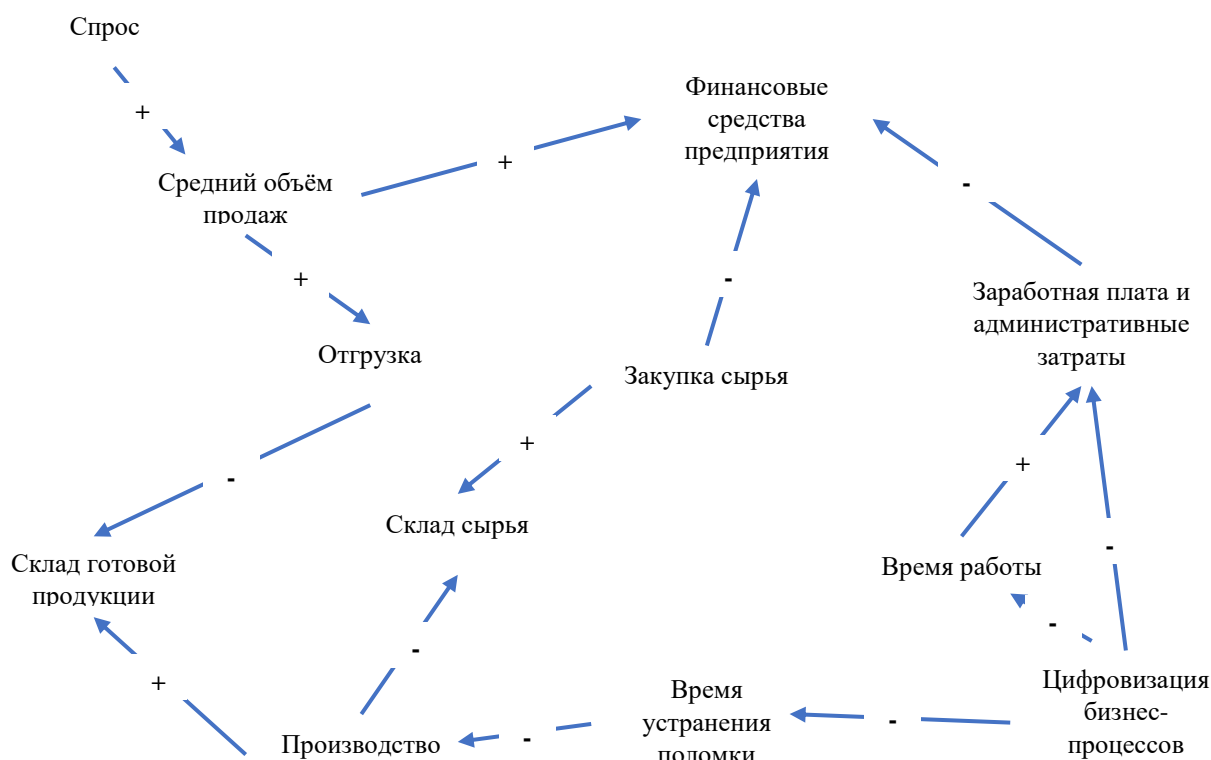 Спрос
+
Финансовые
средства
предприятия
+
-
Средний объём
продаж
+
-
Заработная плата и
административные
затраты
Отгрузка
Закупка сырья
+
+
-
Склад сырья
-
Склад готовой
продукции
Время работы
-
-
+
Время
устранения
поломки
Цифровизация
бизнес-
процессов
-
-
Производство